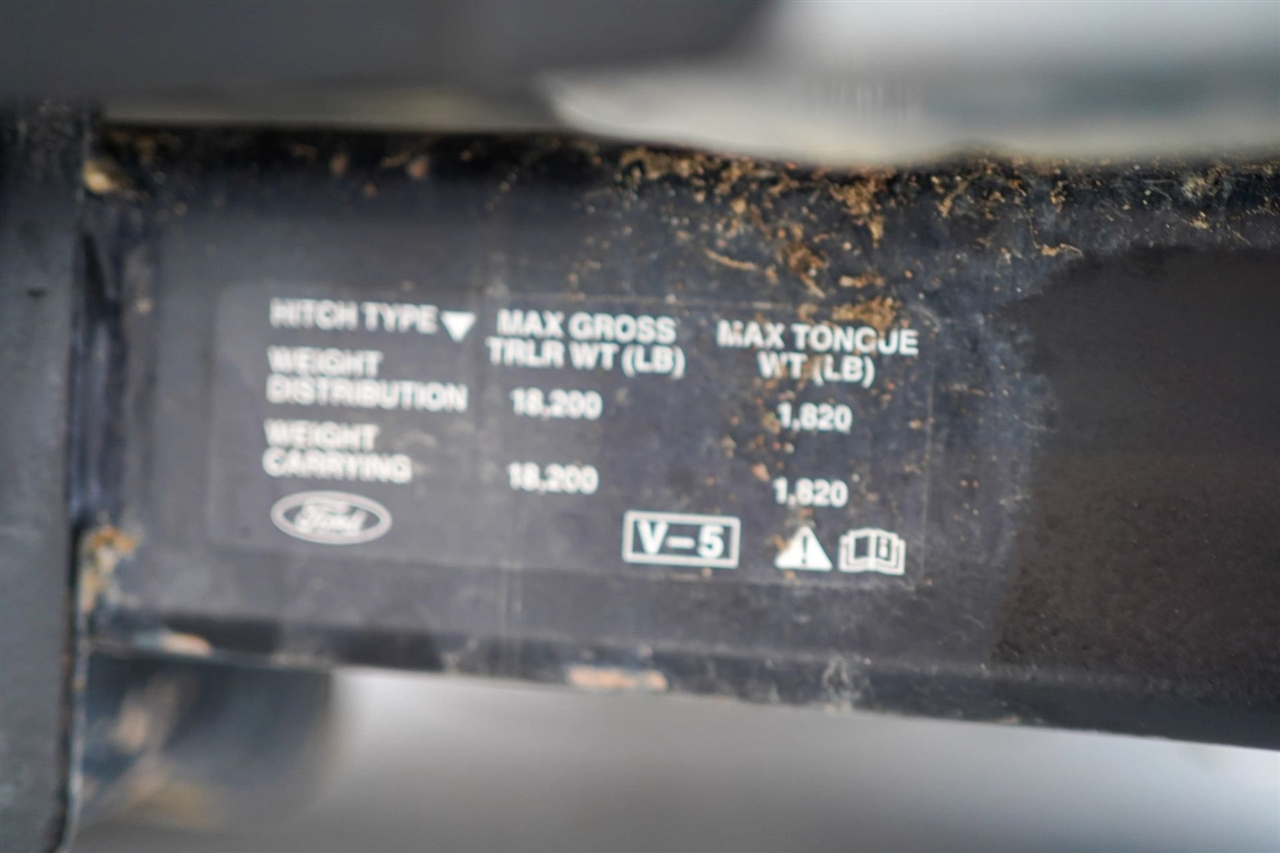 HITCH TYPE MAX GROSS TRLR WT (LB) MAX TONGUE WT (LB)
WEIGHT DISTRIBUTION 18,200 1,820
WEIGHT CARRYING 18,200 1,820
Ford V-5